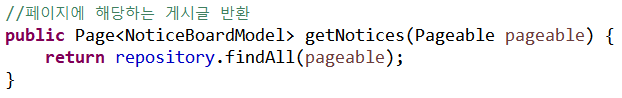 //페이지에 해당하는 게시글 반환
public Page<NoticeBoardModel> getNotices(Pageable pageable) {
    return repository.findAll(pageable);
}